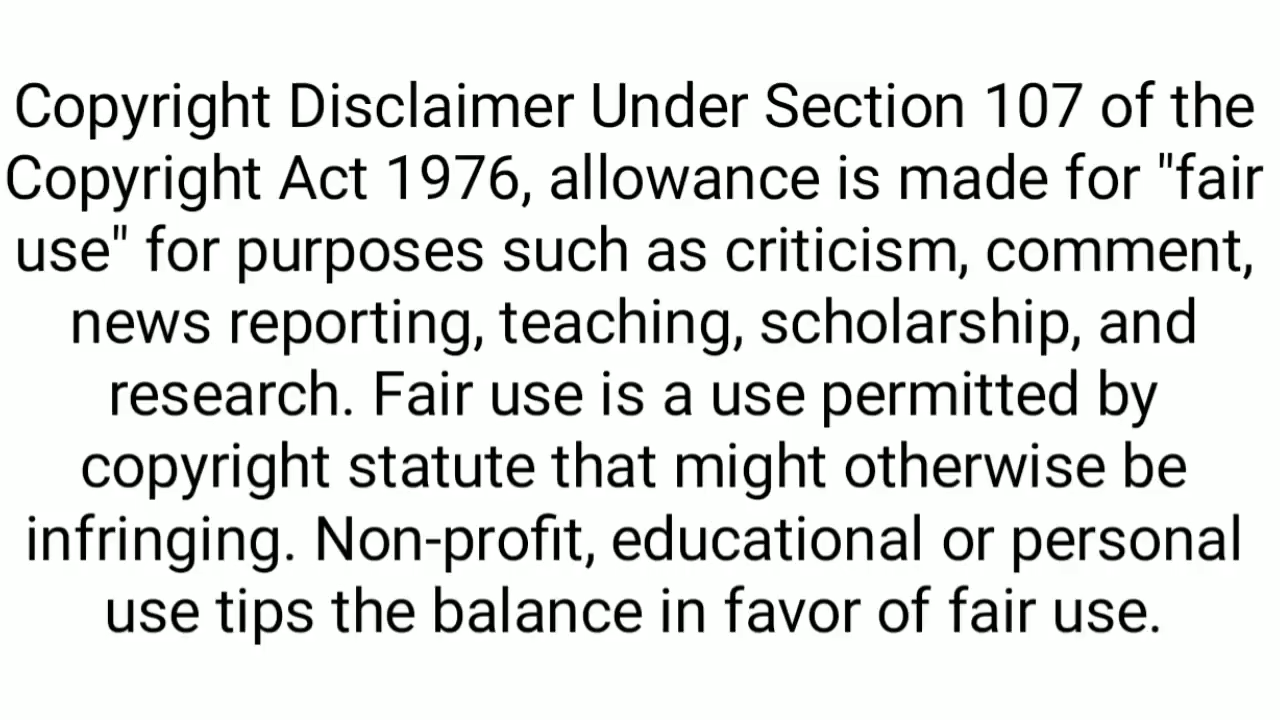 Copyright Disclaimer Under Section 107 of the
Copyright Act 1976, allowance is made for "fair
use" for purposes such as criticism, comment,
news reporting, teaching, scholarship, and
research. Fair use is a use permitted by
copyright statute that might otherwise be
infringing. Non-profit, educational or personal
use tips the balance in favor of fair use.